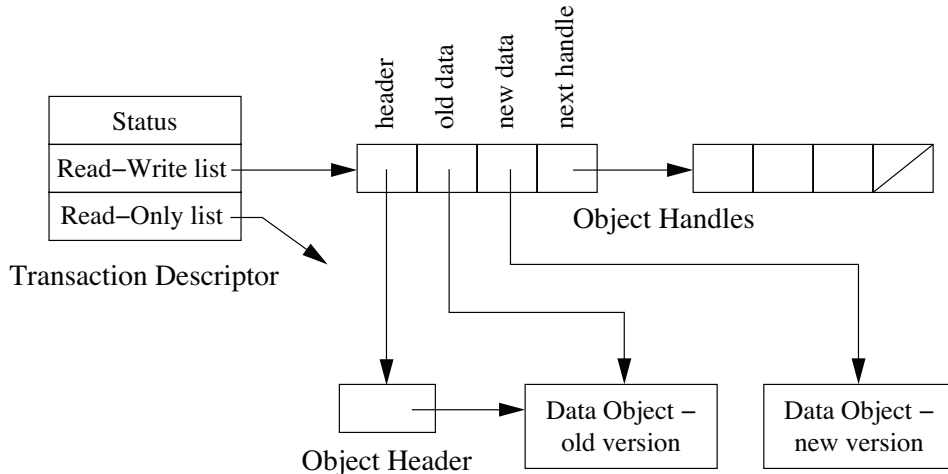 header
old data
new data
next handle
Status
Read−Write list
Read−Only list
Object Handles
Transaction Descriptor
Data Object −
old version
Data Object −
new version
Object Header